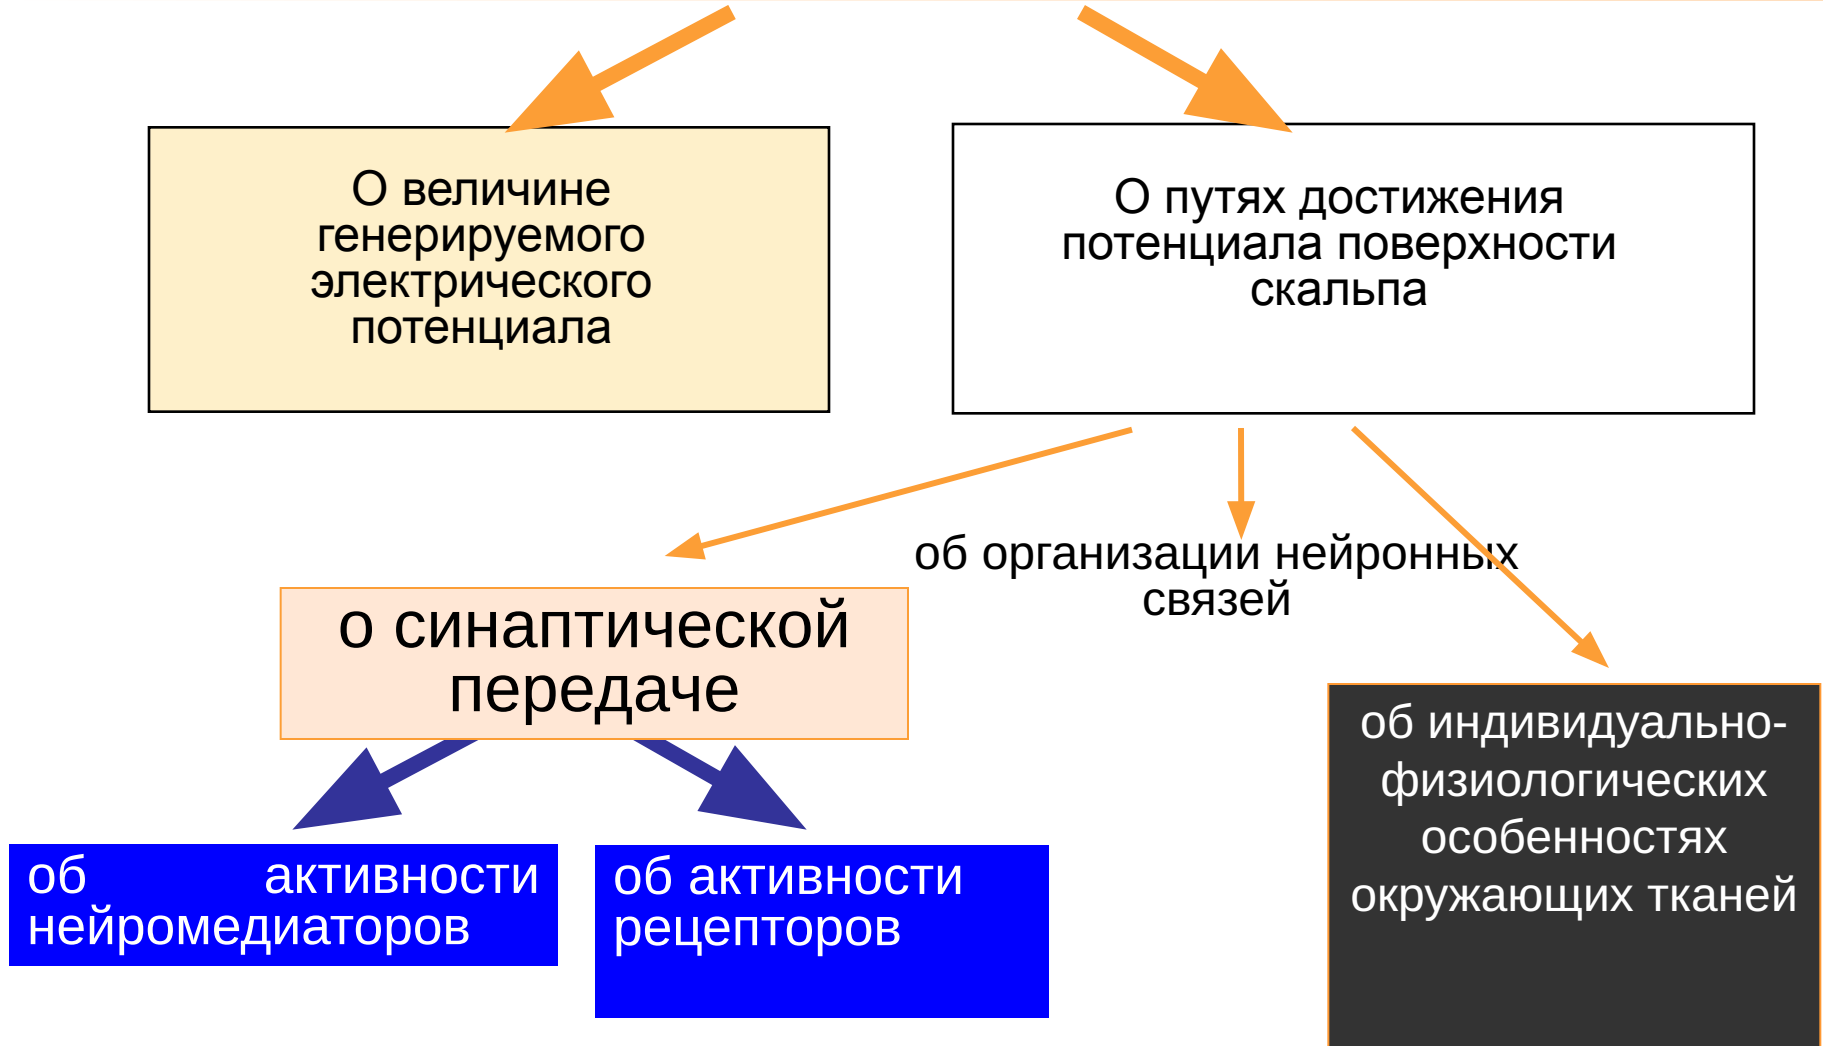 О величине
генерируемого
электрического
потенциала
О путях достижения
потенциала поверхности
скальпа
об организации нейронных
связей
о синаптической
передаче
об индивидуально-
физиологических
особенностях
окружающих тканей
об активности
нейромедиаторов
об активности
рецепторов